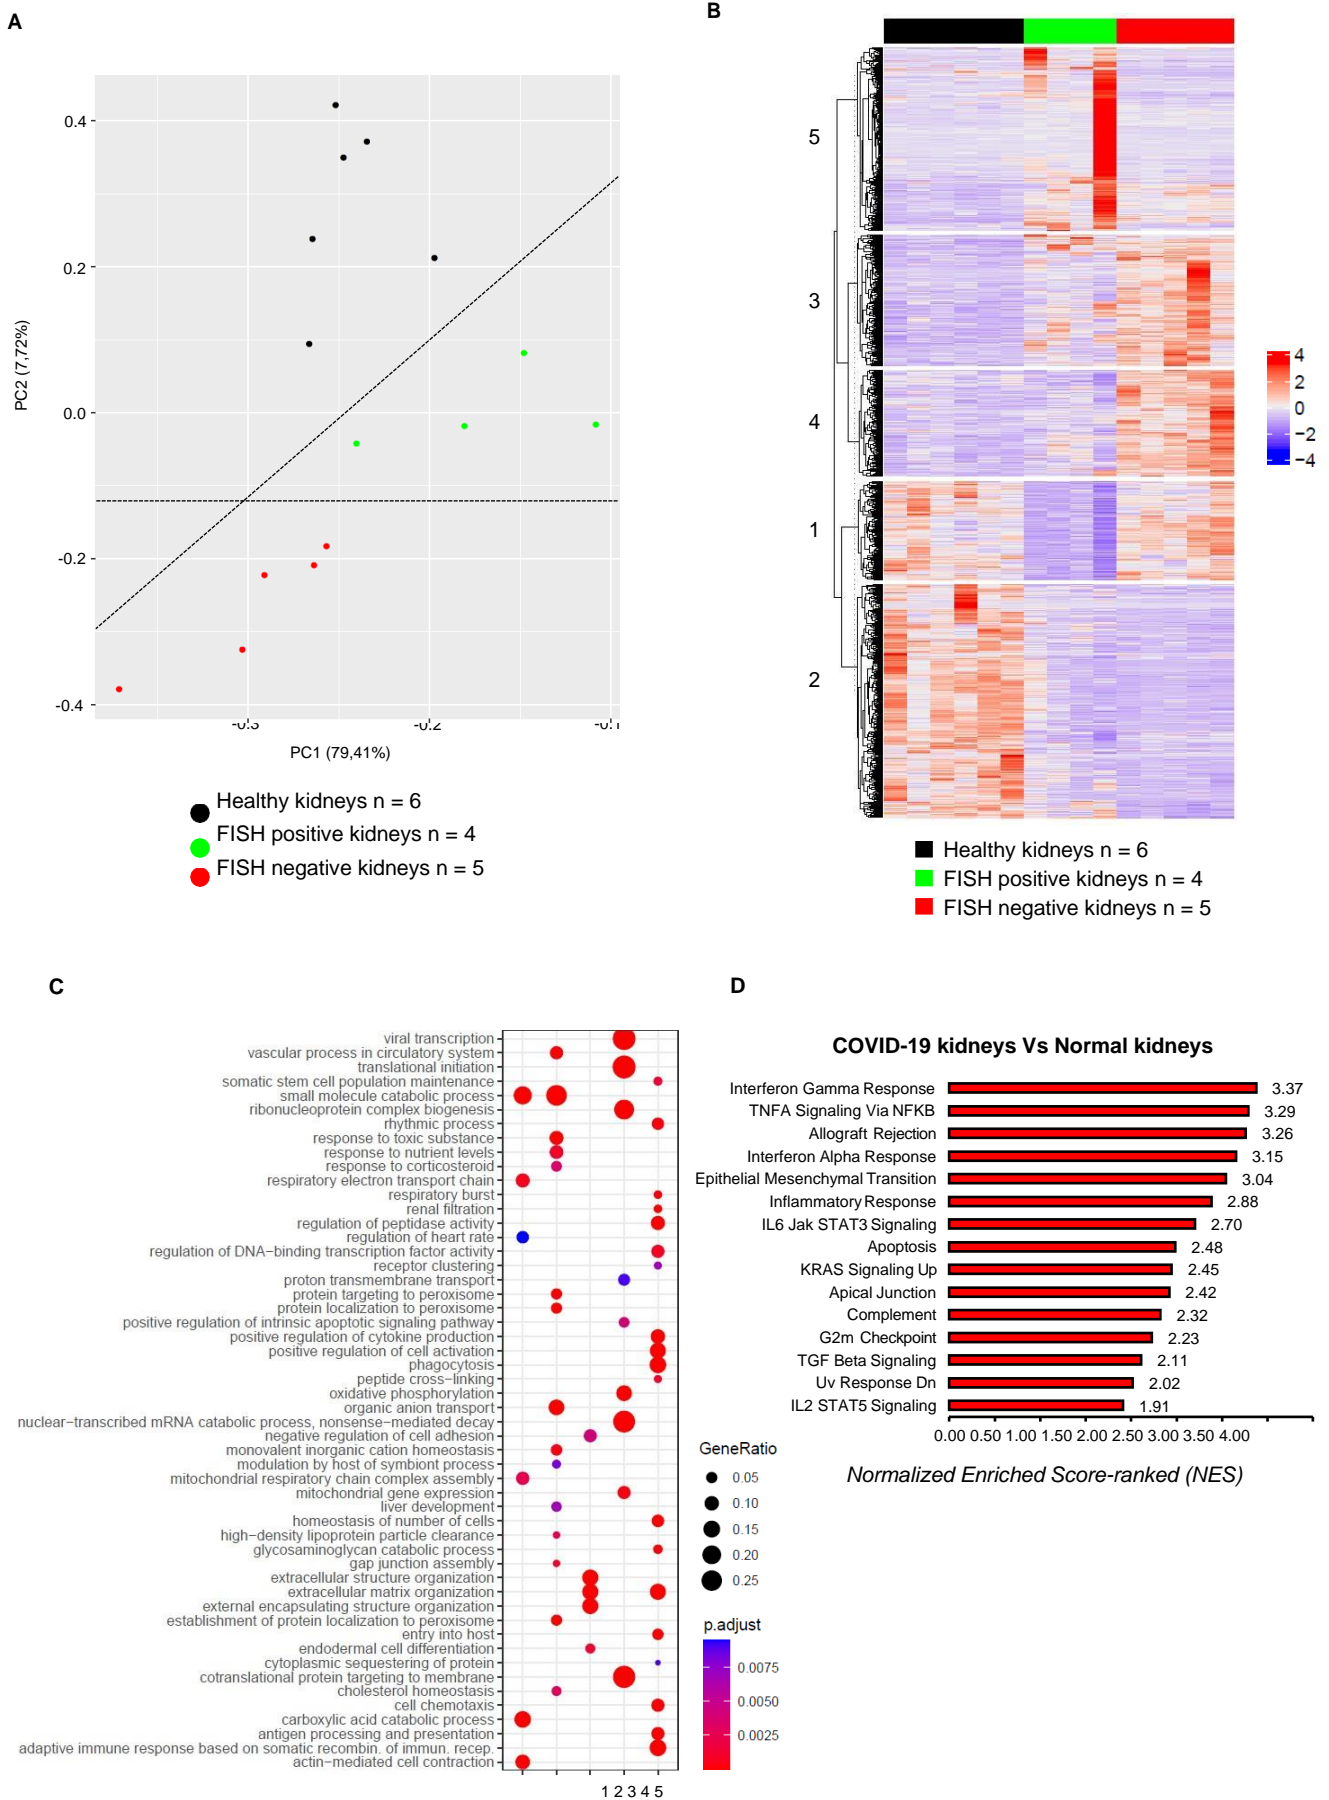 A
0.4
0.2
0.0
-0.2
-0.4
PC2 (7,72%)
-0.3
-0.2
-0.1
PC1 (79,41%)
Healthy kidneys n = 6
FISH positive kidneys n = 4
FISH negative kidneys n = 5
B
5
3
4
1
2
4
2
0
−2
−4
Healthy kidneys n = 6
FISH positive kidneys n = 4
FISH negative kidneys n = 5
C
viral transcription
vascular process in circulatory system
translational initiation
somatic stem cell population maintenance
small molecule catabolic process
ribonucleoprotein complex biogenesis
rhythmic process
response to toxic substance
response to nutrient levels
response to corticosteroid
respiratory electron transport chain
respiratory burst
renal filtration
regulation of peptidase activity
regulation of heart rate
regulation of DNA−binding transcription factor activity
receptor clustering
proton transmembrane transport
protein targeting to peroxisome
protein localization to peroxisome
positive regulation of intrinsic apoptotic signaling pathway
positive regulation of cytokine production
positive regulation of cell activation
phagocytosis
peptide cross−linking
oxidative phosphorylation
organic anion transport
nuclear−transcribed mRNA catabolic process, nonsense−mediated decay
negative regulation of cell adhesion
monovalent inorganic cation homeostasis
modulation by host of symbiont process
mitochondrial respiratory chain complex assembly
mitochondrial gene expression
liver development
homeostasis of number of cells
high−density lipoprotein particle clearance
glycosaminoglycan catabolic process
gap junction assembly
extracellular structure organization
extracellular matrix organization
external encapsulating structure organization
establishment of protein localization to peroxisome
entry into host
endodermal cell differentiation
cytoplasmic sequestering of protein
cotranslational protein targeting to membrane
cholesterol homeostasis
cell chemotaxis
carboxylic acid catabolic process
antigen processing and presentation
adaptive immune response based on somatic recombin. of immun. recep.
actin−mediated cell contraction
1 2 3 4 5
GeneRatio
0.05
0.10
0.15
0.20
0.25
p.adjust
0.0075
0.0050
0.0025
D
COVID-19 kidneys Vs Normal kidneys
Interferon Gamma Response 3.37
TNFA Signaling Via NFKB 3.29
Allograft Rejection 3.26
Interferon Alpha Response 3.15
Epithelial Mesenchymal Transition 3.04
Inflammatory Response 2.88
IL6 Jak STAT3 Signaling 2.70
Apoptosis 2.48
KRAS Signaling Up 2.45
Apical Junction 2.42
Complement 2.32
G2m Checkpoint 2.23
TGF Beta Signaling 2.11
Uv Response Dn 2.02
IL2 STAT5 Signaling 1.91
0.00 0.50 1.00 1.50 2.00 2.50 3.00 3.50 4.00
Normalized Enriched Score-ranked (NES)